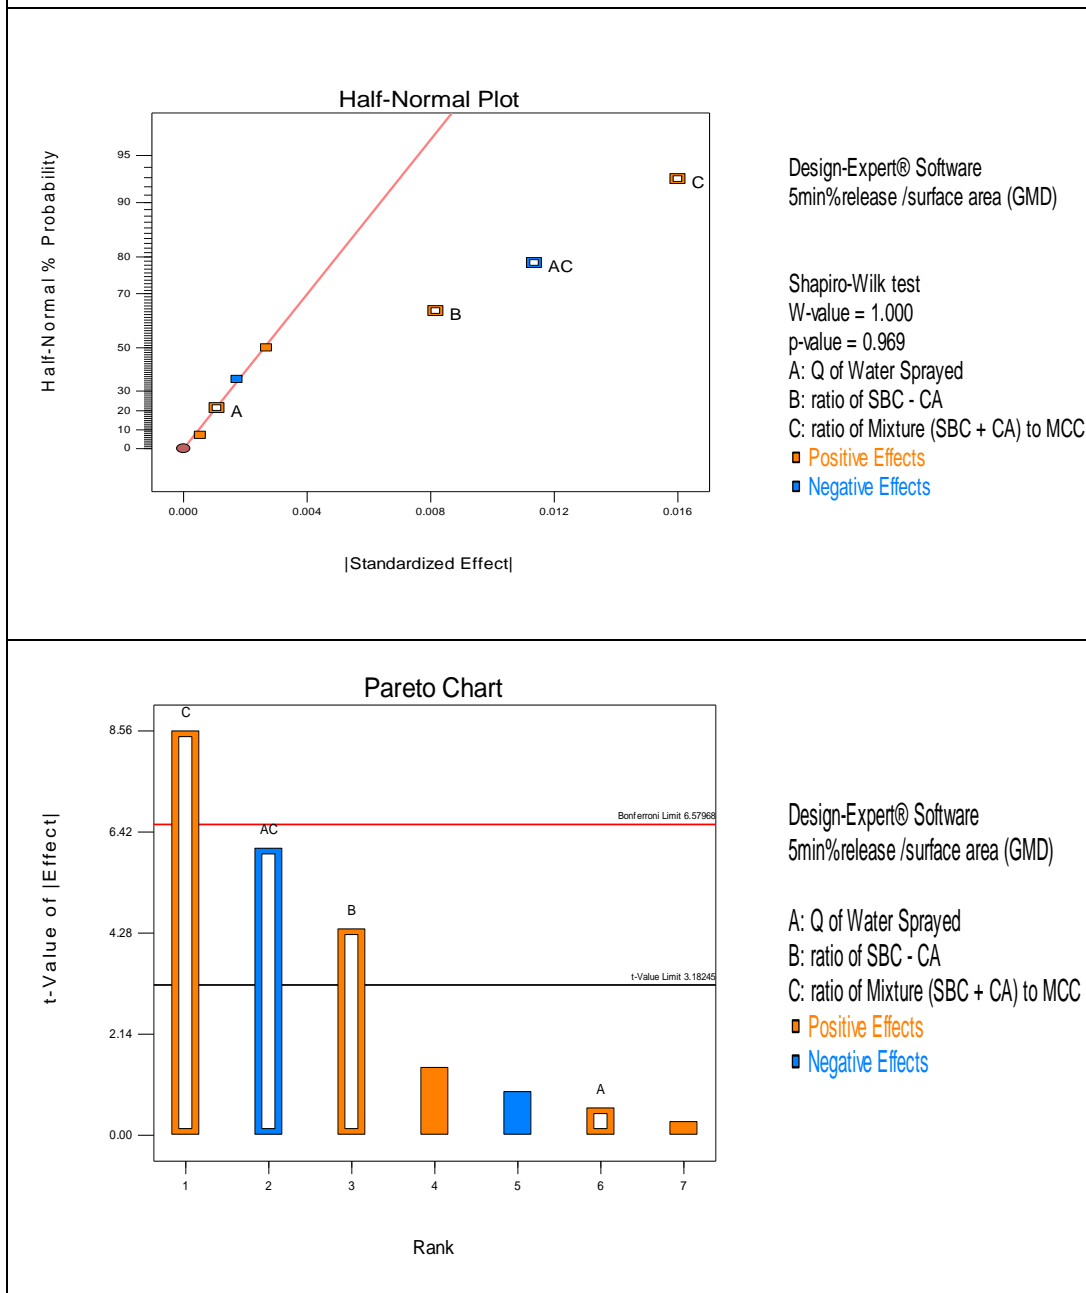 Half-Normal Plot
Half-Normal % Probability
95
90
80
70
50
30
20
10
0
C
AC
B
A
0.000
0.004
0.008
0.012
0.016
|Standardized Effect|
Design-Expert® Software
5min%release /surface area (GMD)
Shapiro-Wilk test
W-value = 1.000
p-value = 0.969
A: Q of Water Sprayed
B: ratio of SBC - CA
C: ratio of Mixture (SBC + CA) to MCC
Positive Effects
Negative Effects
Pareto Chart
t-Value of |Effect|
8.56
6.42
4.28
2.14
0.00
C
AC
B
A
Bonferroni Limit 6.57968
t-Value Limit 3.18245
1
2
3
4
5
6
7
Rank
Design-Expert® Software
5min%release /surface area (GMD)
A: Q of Water Sprayed
B: ratio of SBC - CA
C: ratio of Mixture (SBC + CA) to MCC
Positive Effects
Negative Effects